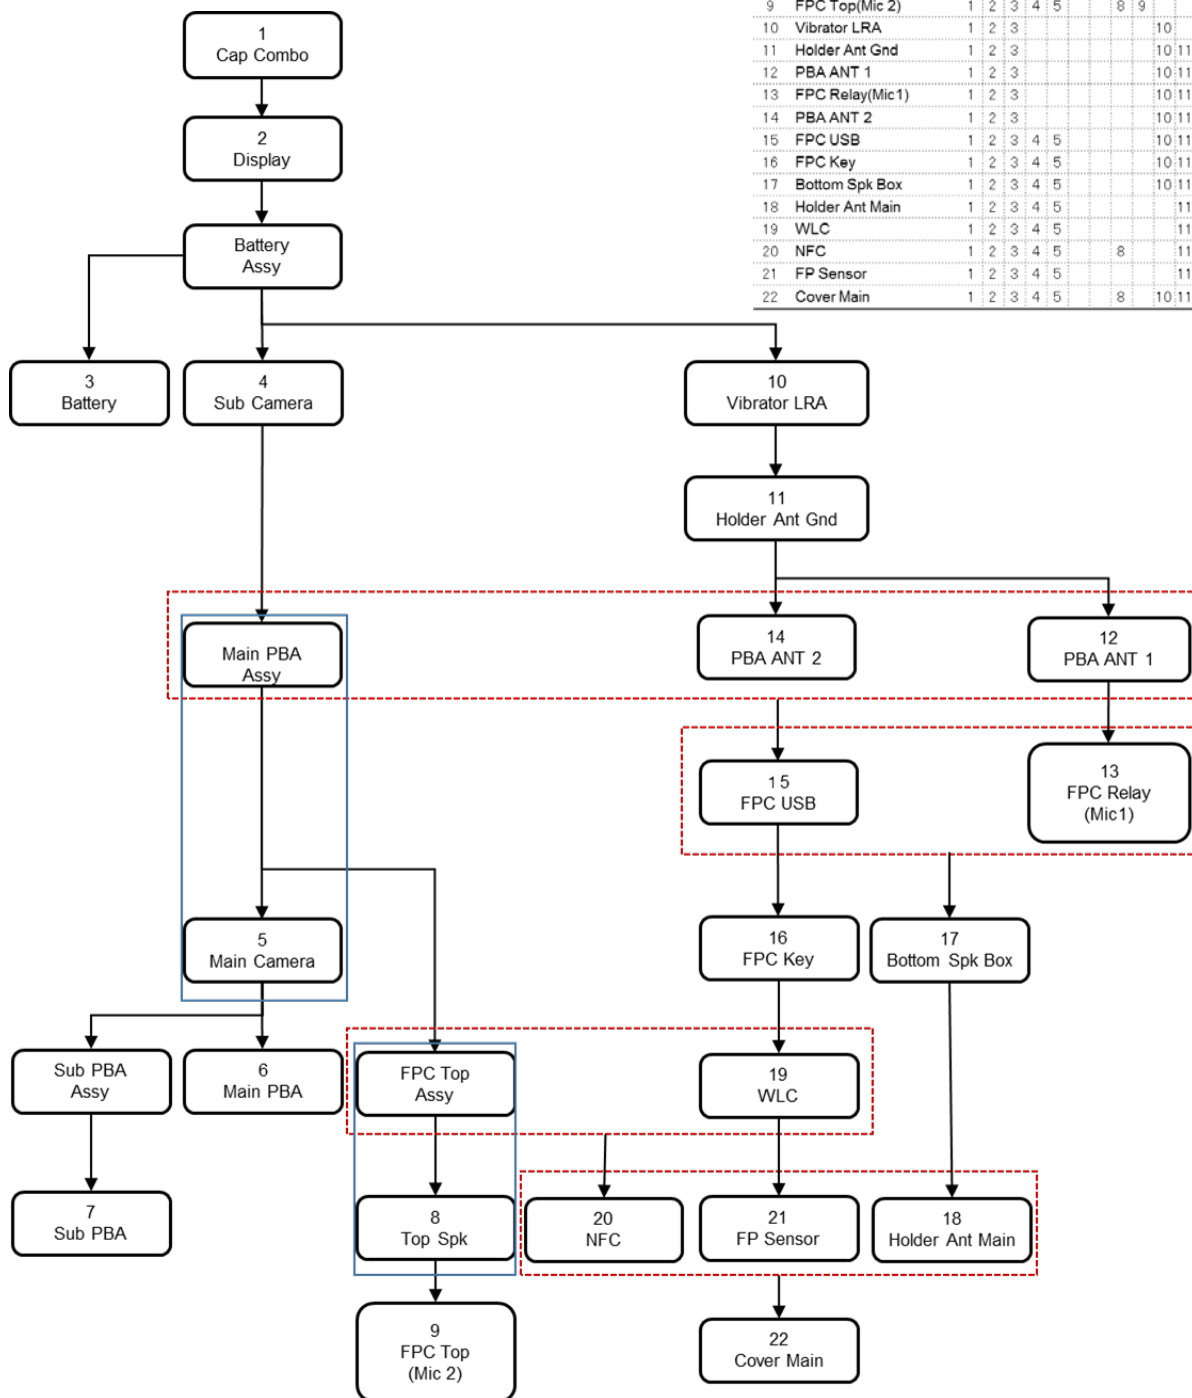 9 FPC Top(Mic 2) 1 2 3 4 5 8 9
10 Vibrator LRA 1 2 3 10
11 Holder Ant Gnd 1 2 3 10 11
12 PBA ANT 1 1 2 3 10 11
13 FPC Relay(Mic1) 1 2 3 10 11
14 PBA ANT 2 1 2 3 10 11
15 FPC USB 1 2 3 4 5 10 11
16 FPC Key 1 2 3 4 5 10 11
17 Bottom Spk Box 1 2 3 4 5 10 11
18 Holder Ant Main 1 2 3 4 5 11
19 WLC 1 2 3 4 5 11
20 NFC 1 2 3 4 5 8 11
21 FP Sensor 1 2 3 4 5 11
22 Cover Main 1 2 3 4 5 8 10 11
1
Cap Combo
2
Display
Battery
Assy
3
Battery
4
Sub Camera
10
Vibrator LRA
11
Holder Ant Gnd
Main PBA
Assy
14
PBA ANT 2
12
PBA ANT 1
15
FPC USB
13
FPC Relay
(Mic1)
5
Main Camera
16
FPC Key
17
Bottom Spk Box
Sub PBA
Assy
6
Main PBA
FPC Top
Assy
19
WLC
7
Sub PBA
8
Top Spk
20
NFC
21
FP Sensor
18
Holder Ant Main
9
FPC Top
(Mic 2)
22
Cover Main